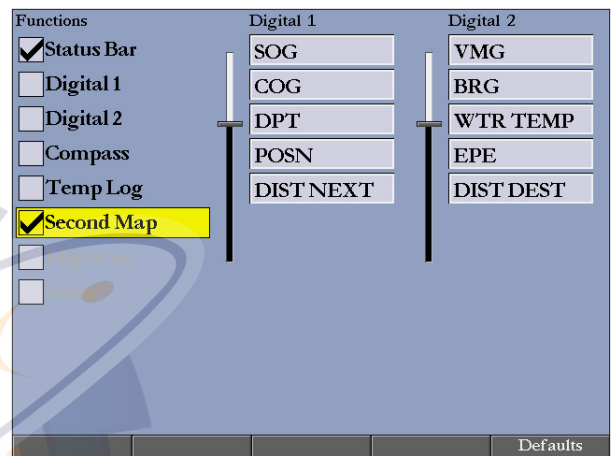 Functions
Status Bar
Digital 1
Digital 2
Compass
Temp Log
Second Map
Digital 1
SOG
COG
DPT
POSN
DIST NEXT
Digital 2
VMG
BRG
WTR TEMP
EPE
DIST DEST
Defaults